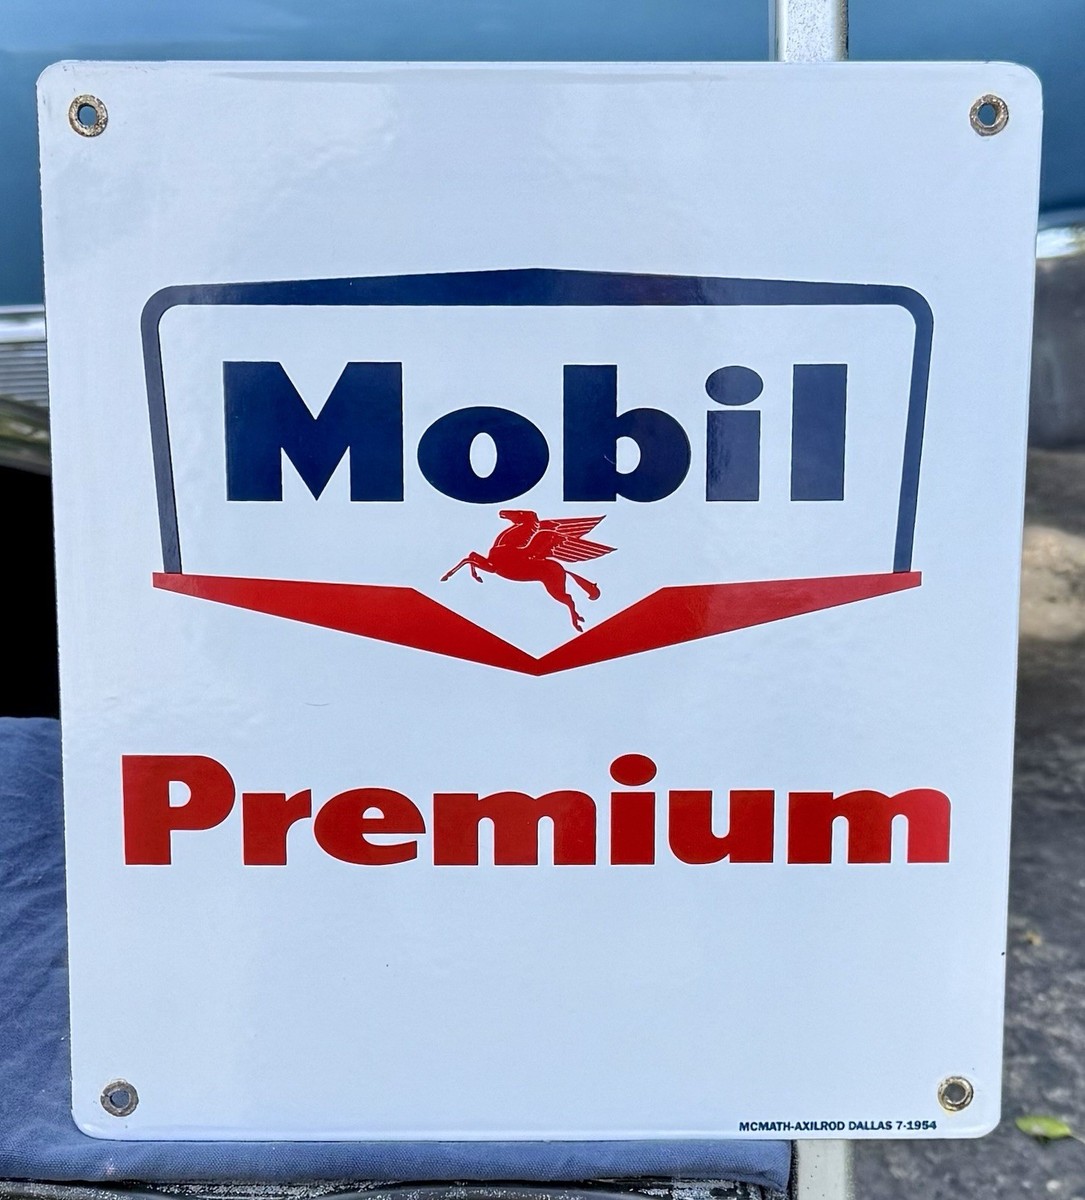 Mobil
Premium
MCMATH-AXILROD DALLAS 7-1954